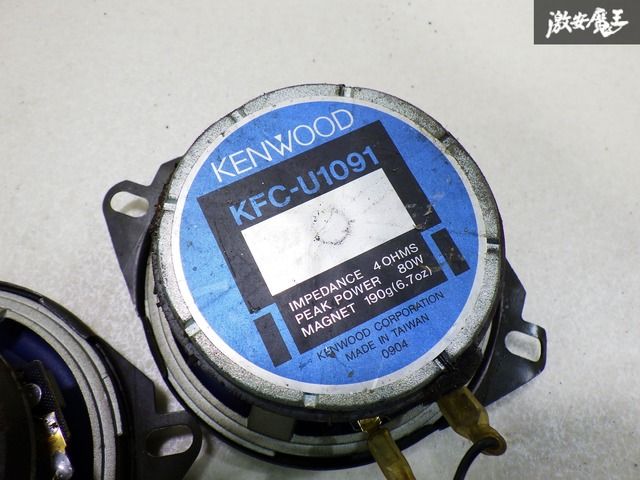 激安魔王
KENWOOD
KFC-U1091
IMPEDANCE 4 OHMS
PEAK POWER 80W
MAGNET 190g(6.7oz)
KENWOOD CORPORATION
MADE IN TAIWAN
0904